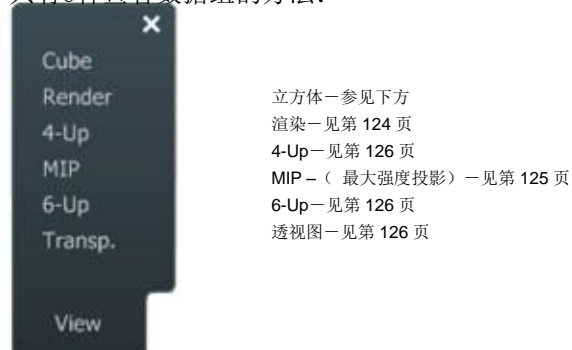 ×
Cube
Render
4-Up
MIP
6-Up
Transp.
View
立方体－参见下方
渲染－见第 124 页
4-Up－见第 126 页
MIP –（ 最大强度投影）－见第 125 页
6-Up－见第 126 页
透视图－见第 126 页